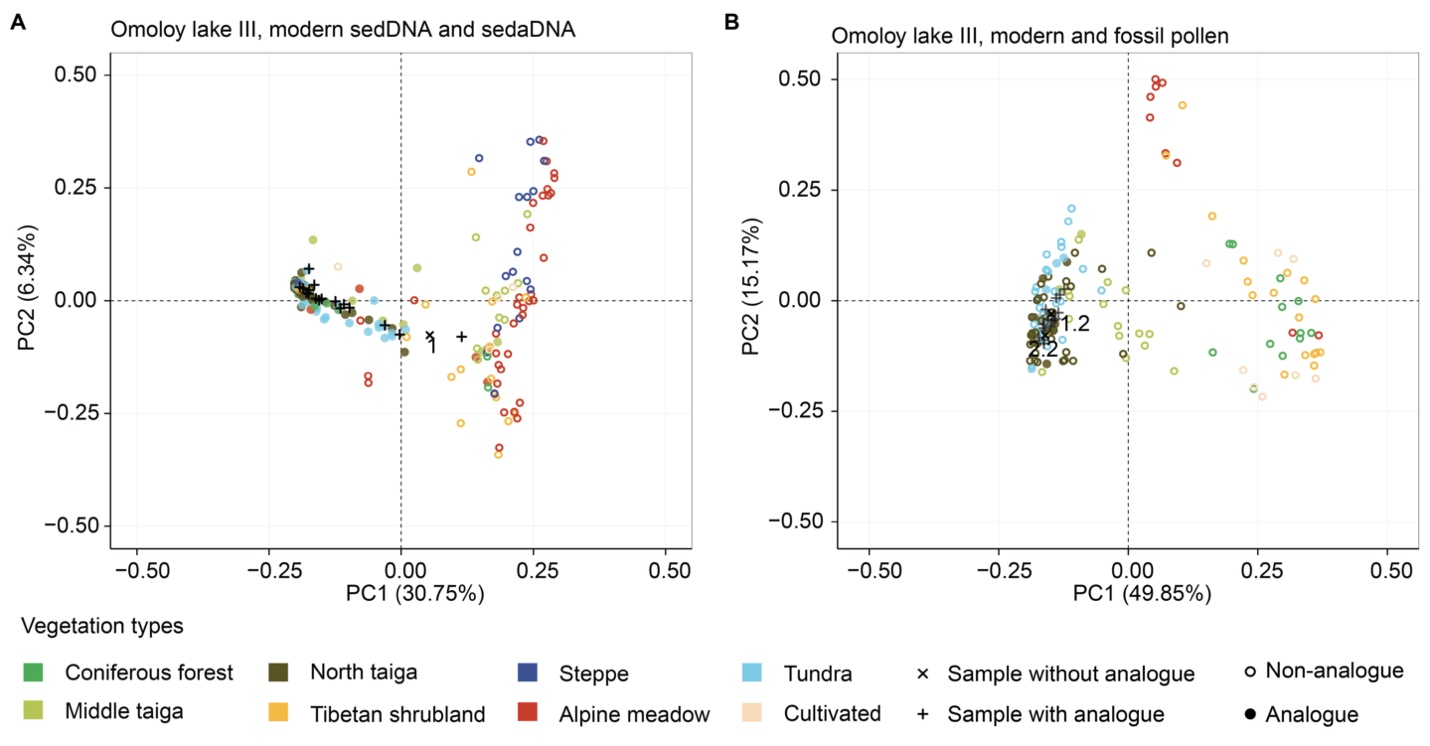 A
Omoloy lake III, modern sedDNA and sedaDNA
0.50
0.25
0.00
−0.25
−0.50
PC2 (6.34%)
1
−0.50 −0.25 0.00 0.25 0.50
PC1 (30.75%)
B
Omoloy lake III, modern and fossil pollen
0.50
0.25
0.00
−0.25
−0.50
PC2 (15.17%)
1.2
2.2
−0.50 −0.25 0.00 0.25 0.50
PC1 (49.85%)
Vegetation types
Coniferous forest North taiga Steppe Tundra Sample without analogue Non-analogue
Middle taiga Tibetan shrubland Alpine meadow Cultivated Sample with analogue Analogue